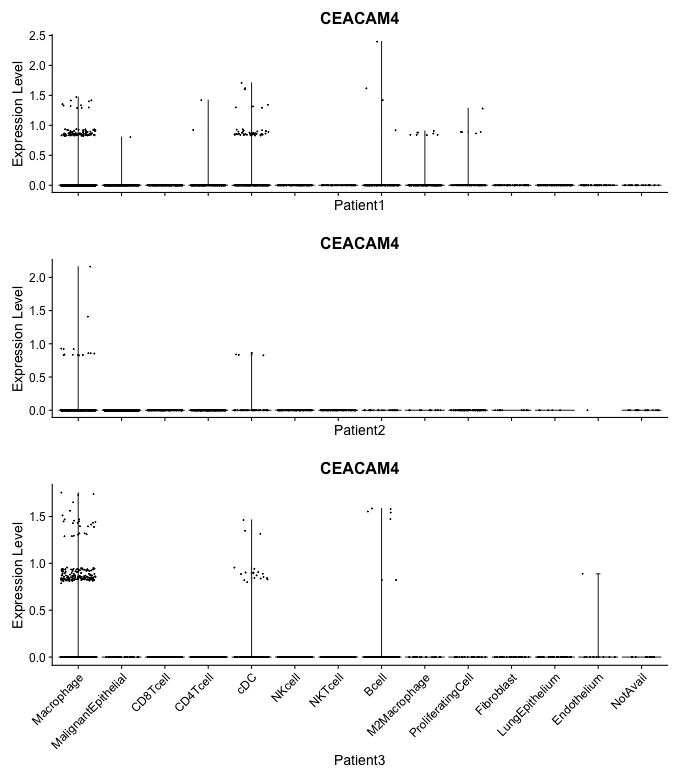 CEACAM4
Expression Level
2.5
2.0
1.5
1.0
0.5
0.0
Patient1
CEACAM4
Expression Level
2.0
1.5
1.0
0.5
0.0
Patient2
CEACAM4
Expression Level
1.5
1.0
0.5
0.0
Macrophage
MalignantEpithelial
CD8Tcell
CD4Tcell
cDC
NKcell
NKTcell
Bcell
M2Macrophage
ProliferatingCell
Fibroblast
LungEpithelium
Endothelium
NotAvail
Patient3